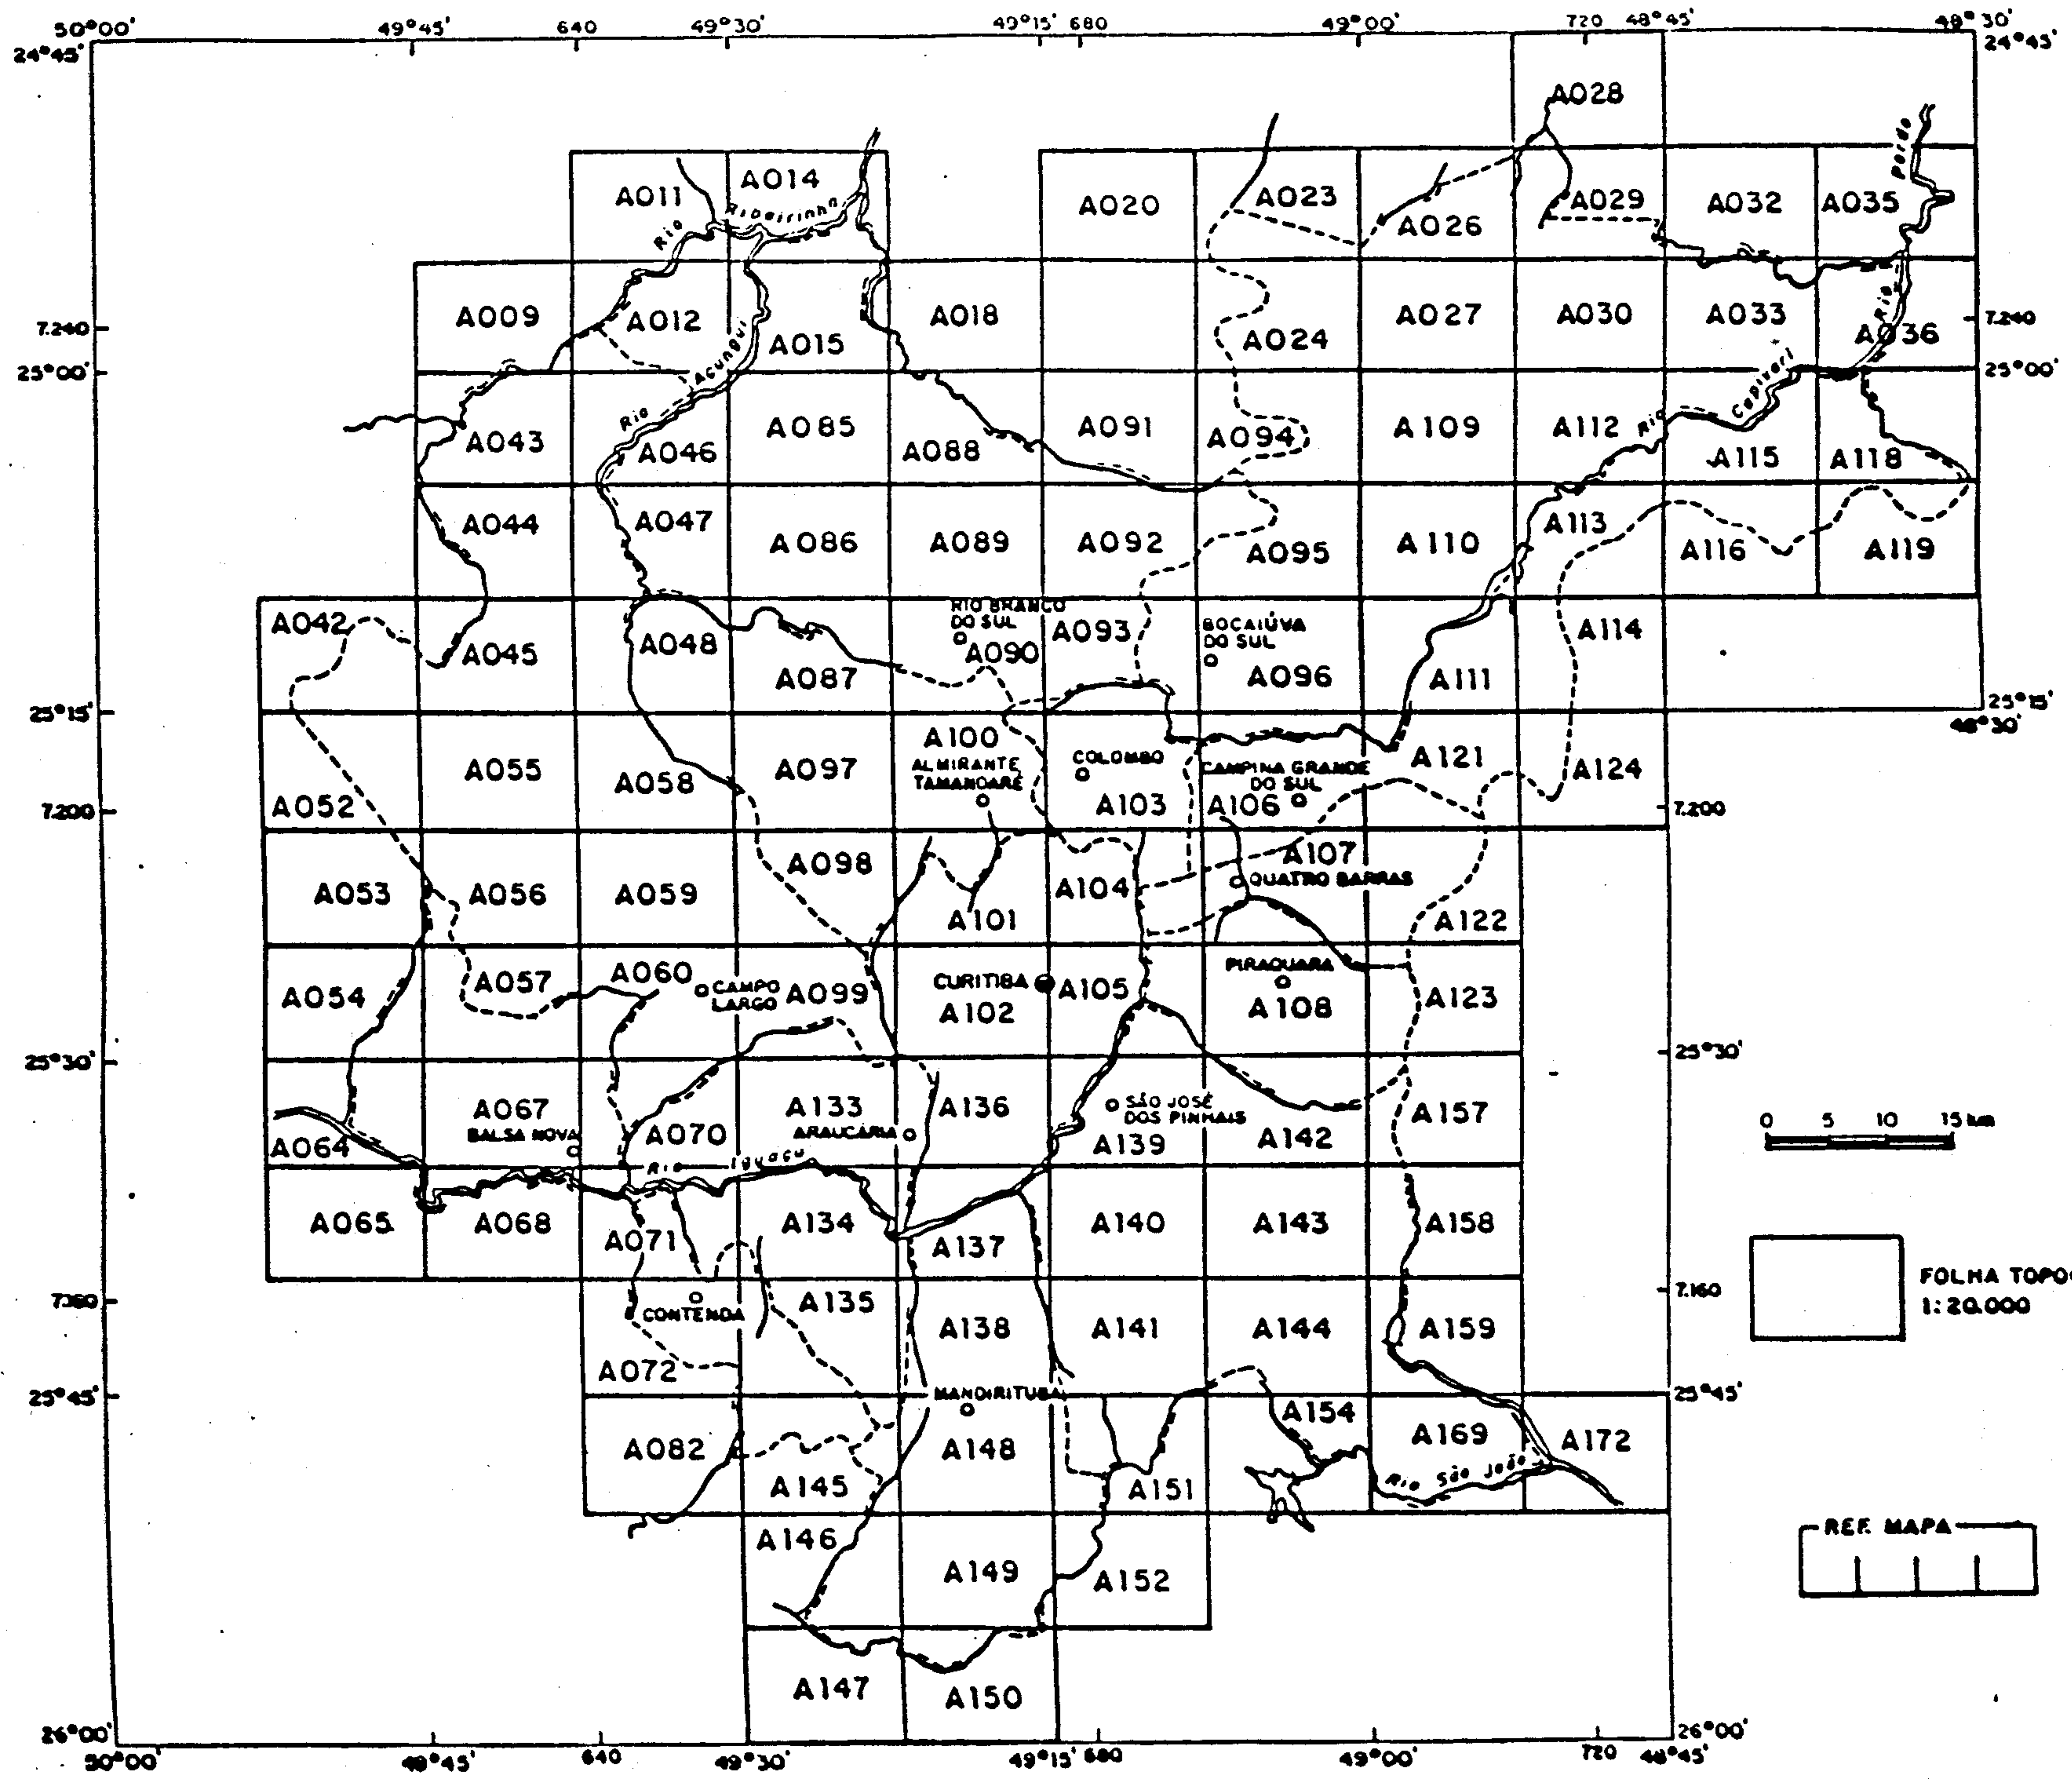 50°00'
49°45'
640
49°30'
49°15'
680
49°00'
720
48°45'
48°30'
24°45'
24°45'
A028
A011
A014
A020
A023
A026
A029
A032
A035
Pardo
Rio
Ribeirinha
A009
A012
A015
A018
A024
A027
A030
A033
A036
Rio
Açungui
7.240
7.240
25°00'
25°00'
A043
A046
A085
A088
A091
A094
A109
A112
A115
A118
Rio
Rio
Capivari
A044
A047
A086
A089
A092
A095
A110
A113
A116
A119
A042
A045
A048
A087
RIO BRANCO
DO SUL
A090
A093
BOCAIÚVA
DO SUL
A096
A111
A114
25°15'
25°15'
48°30'
A052
A055
A058
A097
A100
ALMIRANTE
TAMANDARÉ
COLOMBO
A103
CAMPINA GRANDE
DO SUL
A106
A121
A124
7.200
7.200
A053
A056
A059
A098
A101
A104
A107
QUATRO BARRAS
A122
A054
A057
A060
CAMPO
LARGO
A099
CURITIBA
A102
A105
PIRAQUARA
A108
A123
25°30'
25°30'
A064
A067
BALSA NOVA
A070
A133
ARAUCÁRIA
A136
SÃO JOSÉ
DOS PINHAIS
A139
A142
A157
0 5 10 15 km
Rio Iguaçu
A065
A068
A071
A134
A137
A140
A143
A158
7.160
7.160
CONTENDA
A072
A135
A138
A141
A144
A159
FOLHA TOPO
1:20.000
25°45'
25°45'
MANDIRITUBA
A082
A145
A148
A151
A154
A169
A172
Rio São João
A146
A149
A152
REF. MAPA
A147
A150
26°00'
26°00'
50°00'
49°45'
640
49°30'
49°15'
680
49°00'
720
48°45'